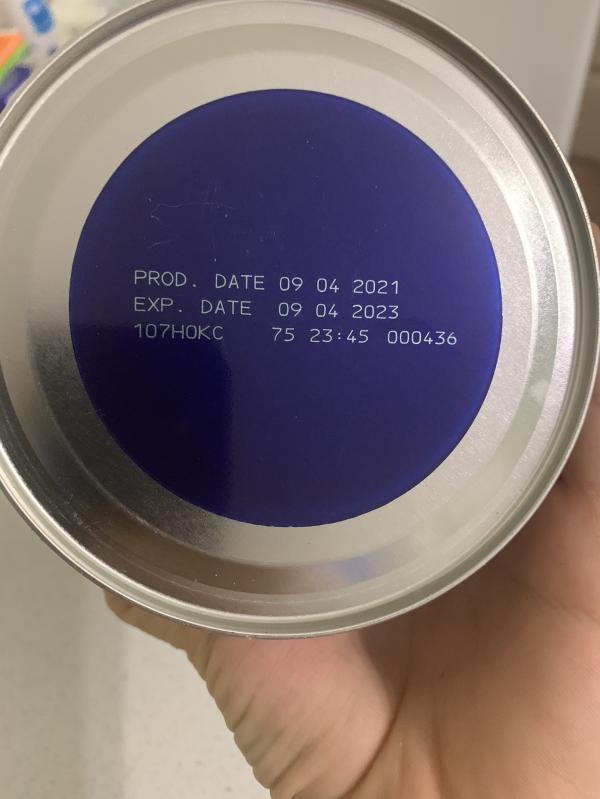 PROD. DATE 09 04 2021
EXP. DATE 09 04 2023
107H0KC 75 23:45 000436